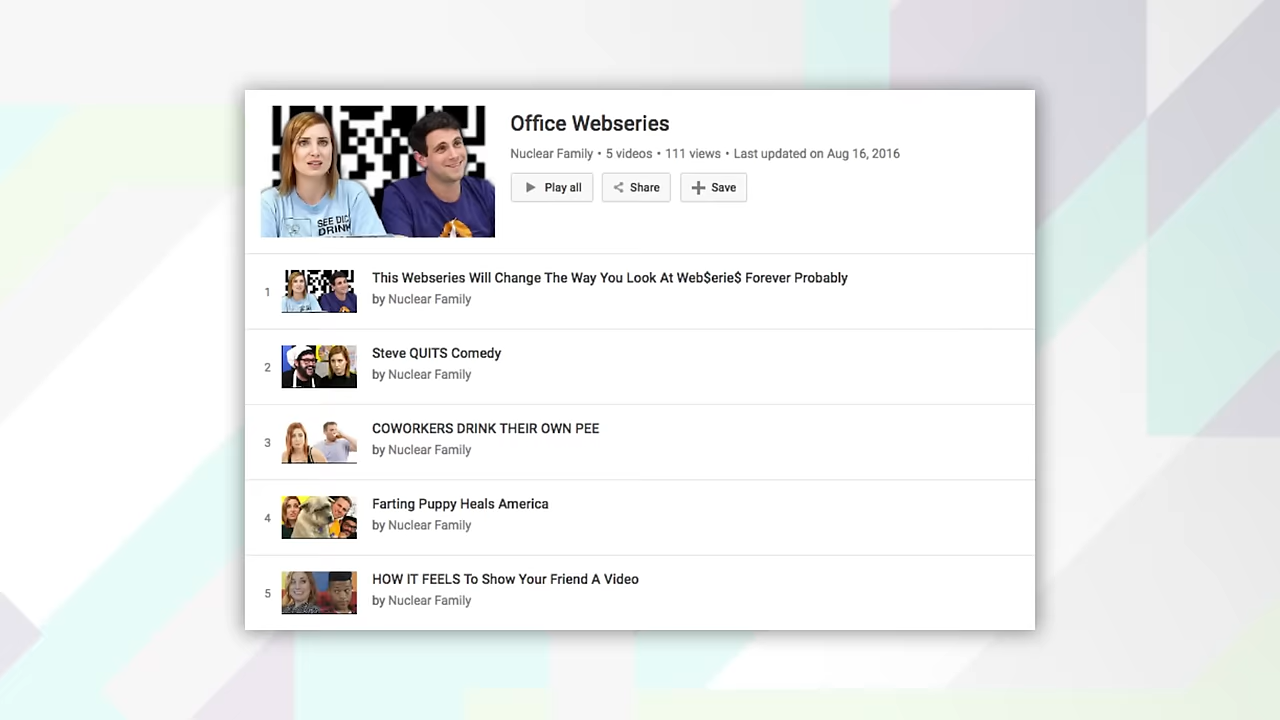 Office Webseries
Nuclear Family • 5 videos • 111 views • Last updated on Aug 16, 2016
Play all Share Save
SEE DIC
DRINK
1 This Webseries Will Change The Way You Look At Web$erie$ Forever Probably
by Nuclear Family
2 Steve QUITS Comedy
by Nuclear Family
3 COWORKERS DRINK THEIR OWN PEE
by Nuclear Family
4 Farting Puppy Heals America
by Nuclear Family
5 HOW IT FEELS To Show Your Friend A Video
by Nuclear Family